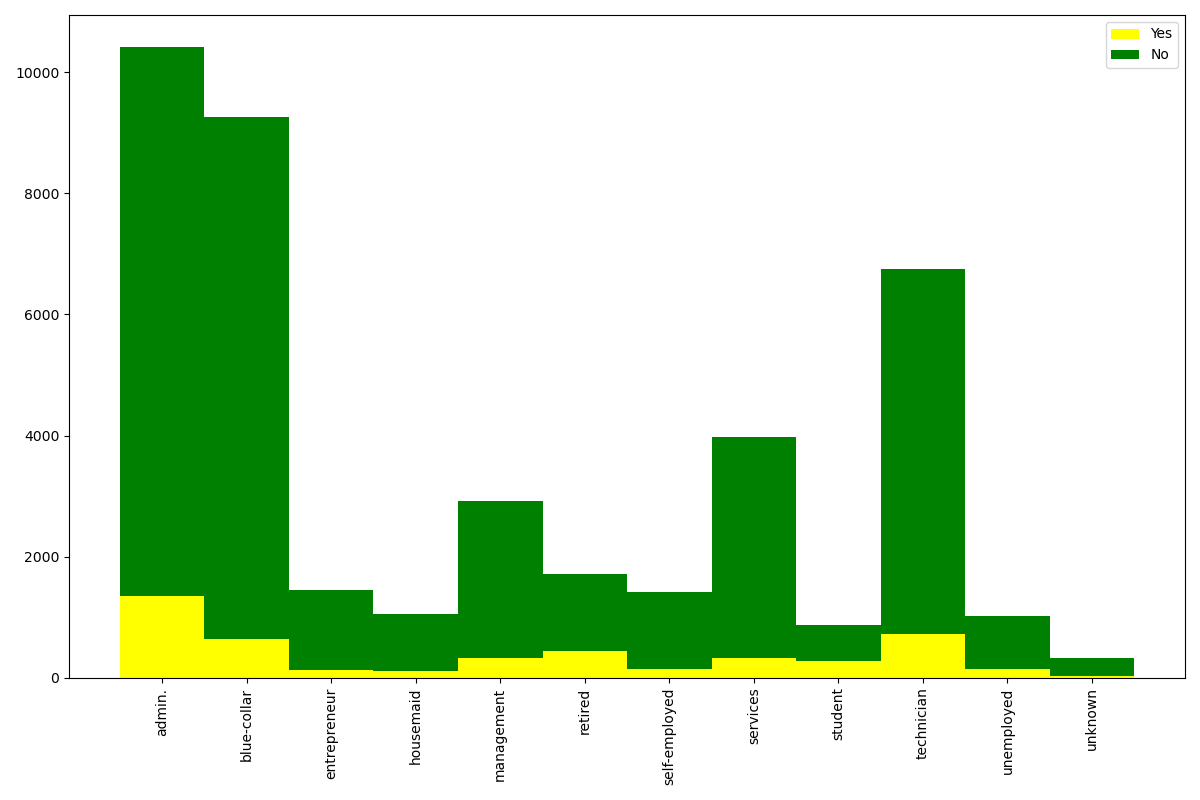 Yes
No
10000
8000
6000
4000
2000
0
admin.
blue-collar
entrepreneur
housemaid
management
retired
self-employed
services
student
technician
unemployed
unknown